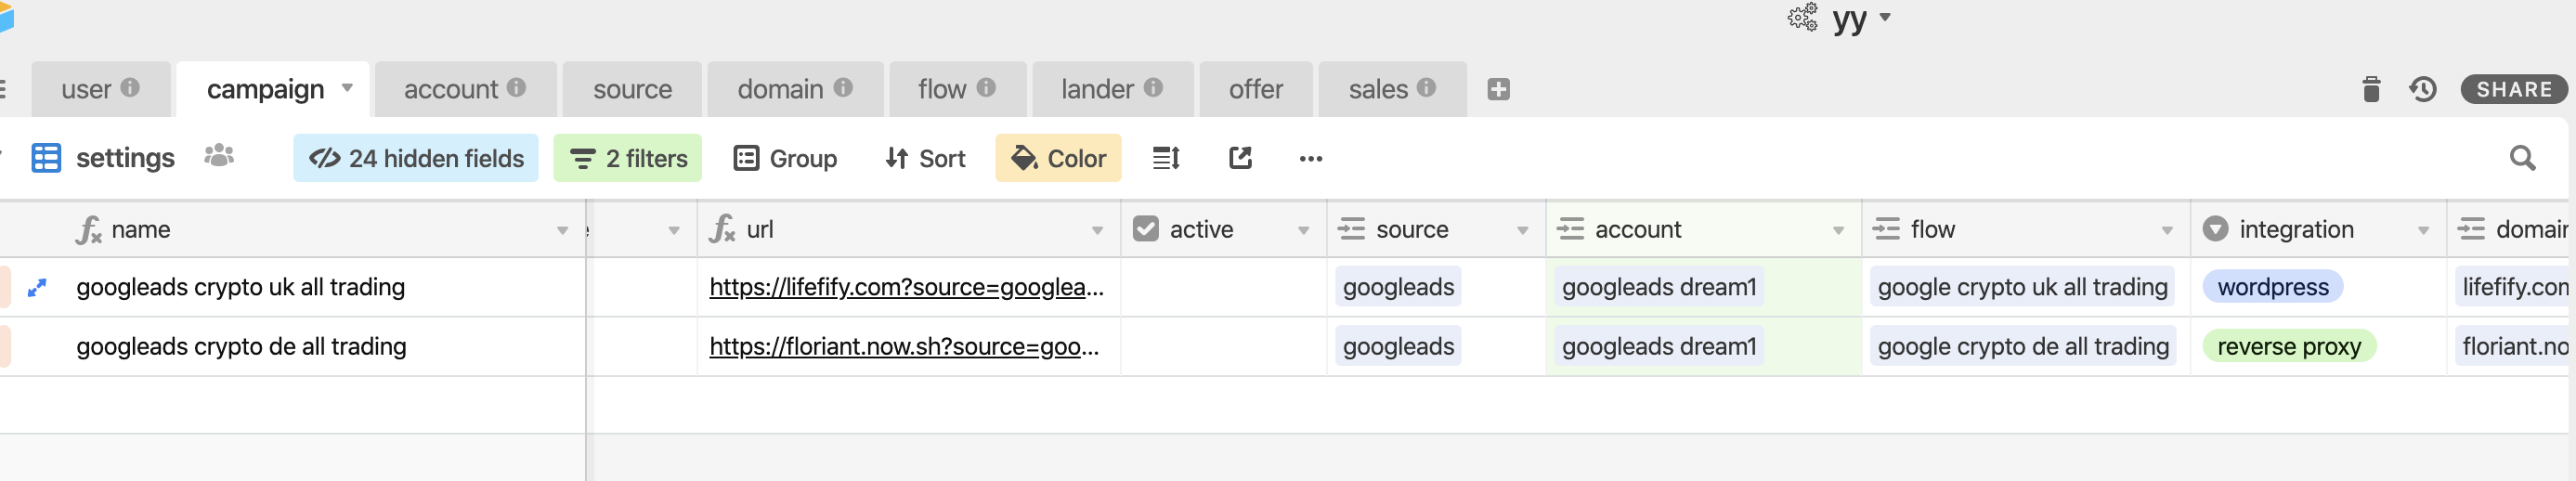 yy
user campaign account source domain flow lander offer sales SHARE
settings 24 hidden fields 2 filters Group Sort Color
name url active source account flow integration
googleads crypto uk all trading https://lifefify.com?source=googlea... googleads googleads dream1 google crypto uk all trading wordpress lifefify.com
googleads crypto de all trading https://floriant.now.sh?source=goo... googleads googleads dream1 google crypto de all trading reverse proxy floriant.no